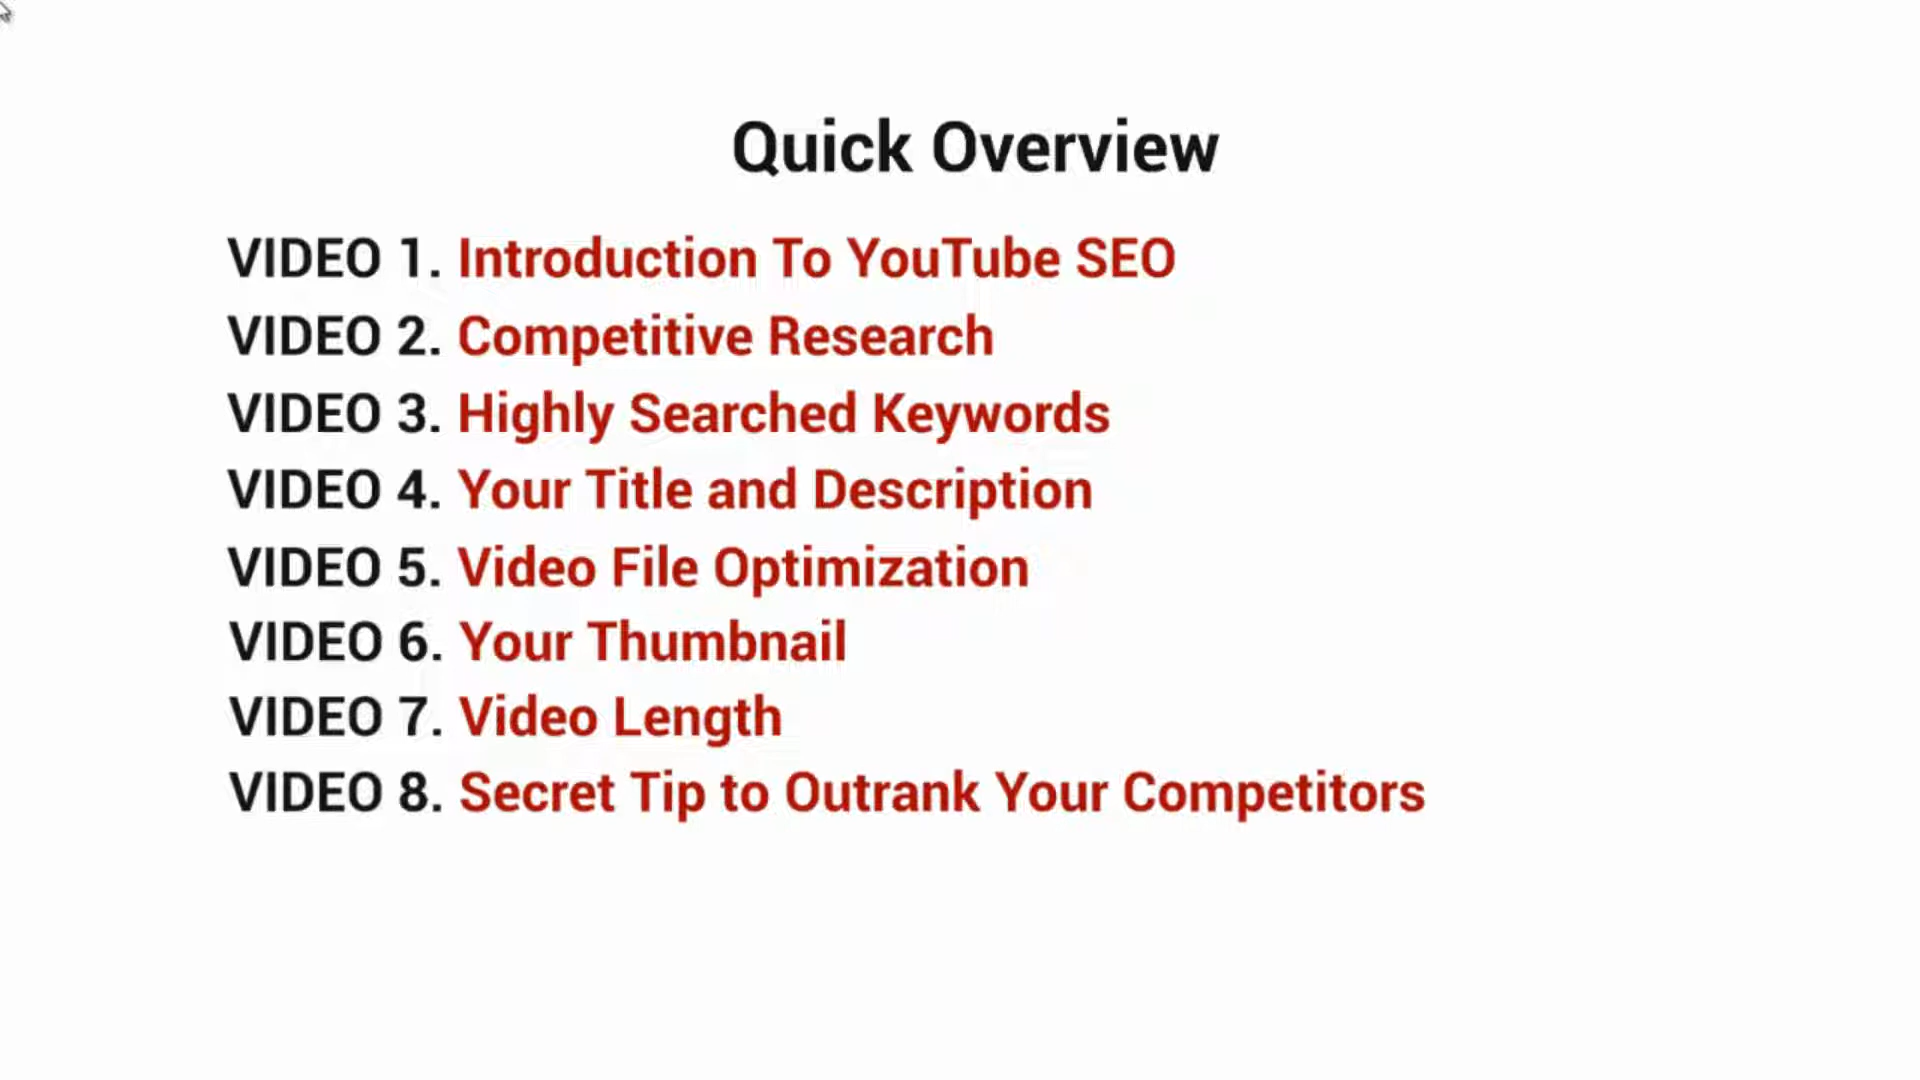 Quick Overview
VIDEO 1. Introduction To YouTube SEO
VIDEO 2. Competitive Research
VIDEO 3. Highly Searched Keywords
VIDEO 4. Your Title and Description
VIDEO 5. Video File Optimization
VIDEO 6. Your Thumbnail
VIDEO 7. Video Length
VIDEO 8. Secret Tip to Outrank Your Competitors